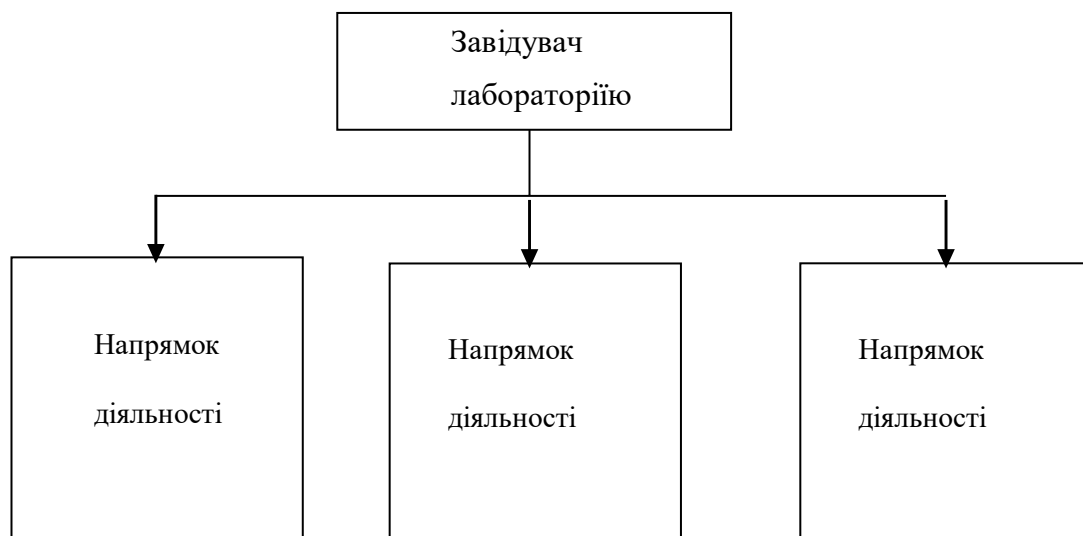 Завідувач
лабораторіїю
Напрямок
діяльності
Напрямок
діяльності
Напрямок
діяльності